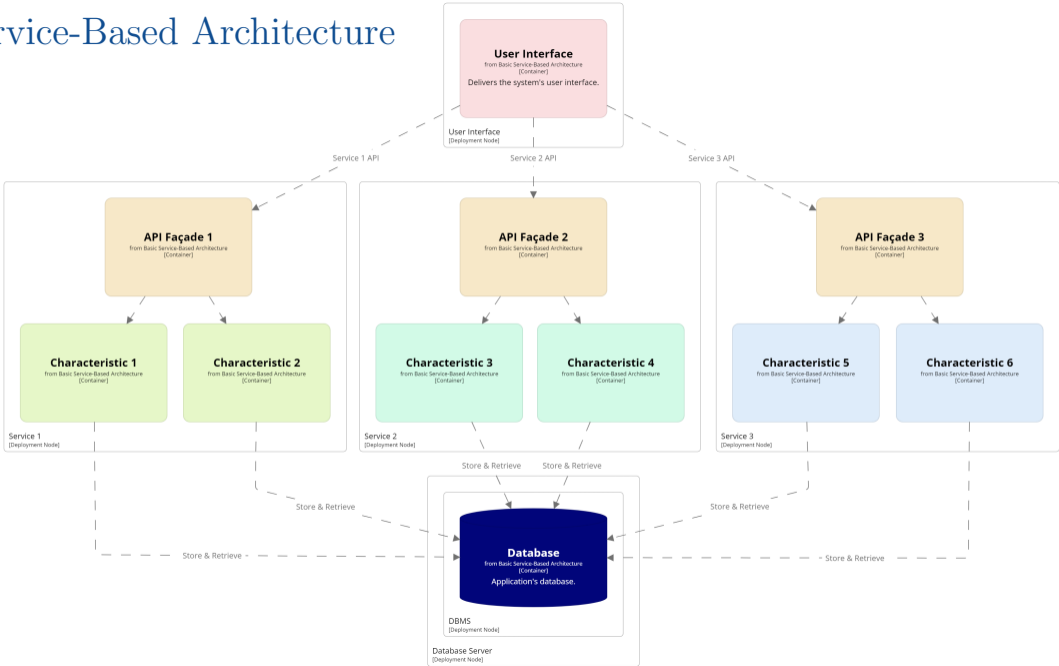 rvice-Based Architecture
User Interface
from Basic Service-Based Architecture
[Container]
Delivers the system's user interface.
User Interface
[Deployment Node]
Service 1 API
Service 2 API
Service 3 API
API Façade 1
from Basic Service-Based Architecture
[Container]
API Façade 2
from Basic Service-Based Architecture
[Container]
API Façade 3
from Basic Service-Based Architecture
[Container]
Characteristic 1
from Basic Service-Based Architecture
[Container]
Characteristic 2
from Basic Service-Based Architecture
[Container]
Characteristic 3
from Basic Service-Based Architecture
[Container]
Characteristic 4
from Basic Service-Based Architecture
[Container]
Characteristic 5
from Basic Service-Based Architecture
[Container]
Characteristic 6
from Basic Service-Based Architecture
[Container]
Service 1
[Deployment Node]
Service 2
[Deployment Node]
Service 3
[Deployment Node]
Store & Retrieve
Store & Retrieve
Store & Retrieve
Store & Retrieve
Store & Retrieve
Store & Retrieve
Database
from Basic Service-Based Architecture
[Container]
Application's database.
DBMS
[Deployment Node]
Database Server
[Deployment Node]